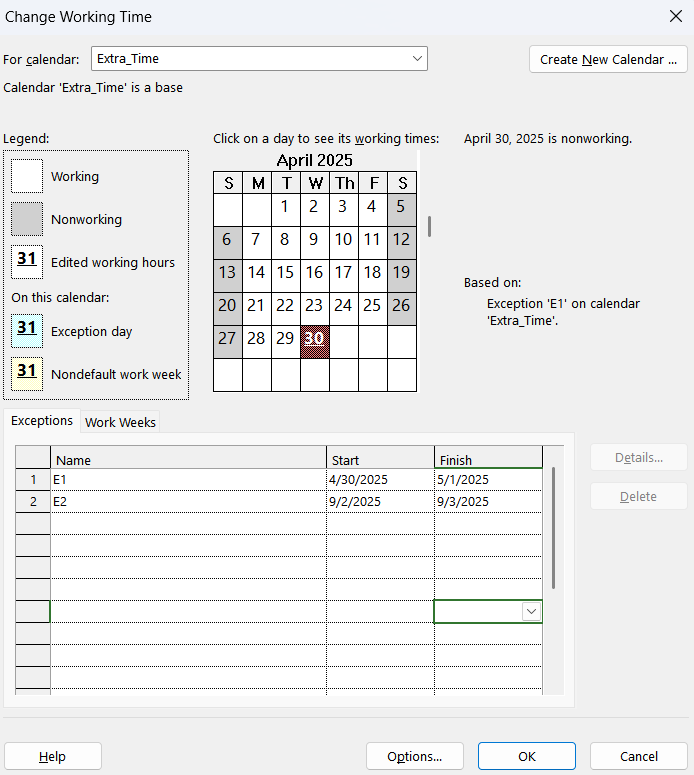 Change Working Time
For calendar: Extra_Time Create New Calendar ...
Calendar 'Extra_Time' is a base
Legend:
Working
Nonworking
31 Edited working hours
On this calendar:
31 Exception day
31 Nondefault work week
Click on a day to see its working times:
April 2025
S M T W Th F S
1 2 3 4 5
6 7 8 9 10 11 12
13 14 15 16 17 18 19
20 21 22 23 24 25 26
27 28 29 30
April 30, 2025 is nonworking.
Based on:
Exception 'E1' on calendar
'Extra_Time'.
Exceptions Work Weeks
Name Start Finish
1 E1 4/30/2025 5/1/2025
2 E2 9/2/2025 9/3/2025
Details...
Delete
Help Options... OK Cancel